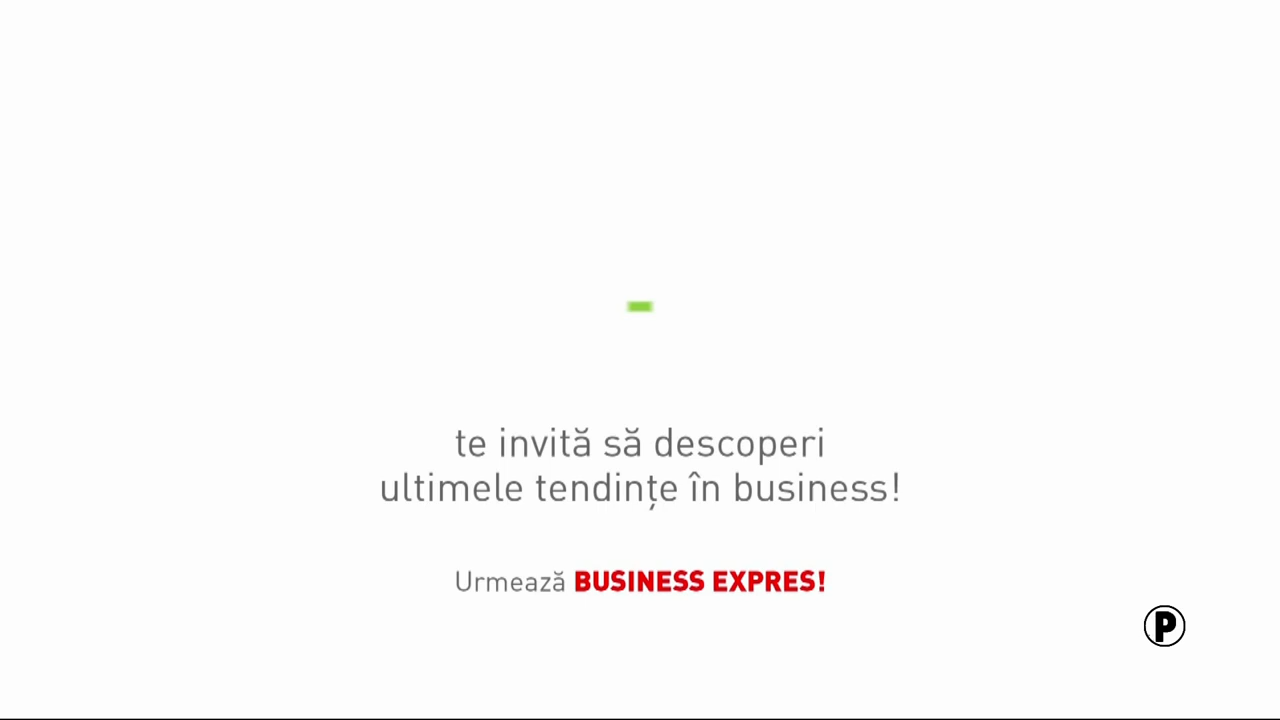 te invită să descoperi
ultimele tendințe în business!
Urmează BUSINESS EXPRES!
P